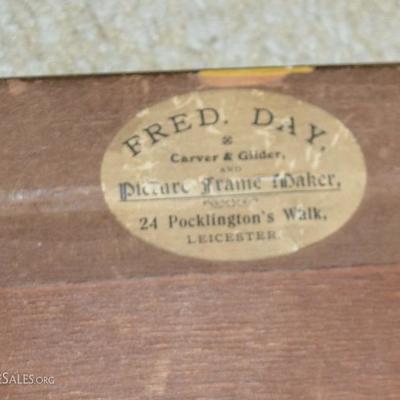 FRED. DAY,
Carver & Gilder,
AND
Picture Frame Maker,
24 Pocklington's Walk,
LEICESTER.
SALES.ORG